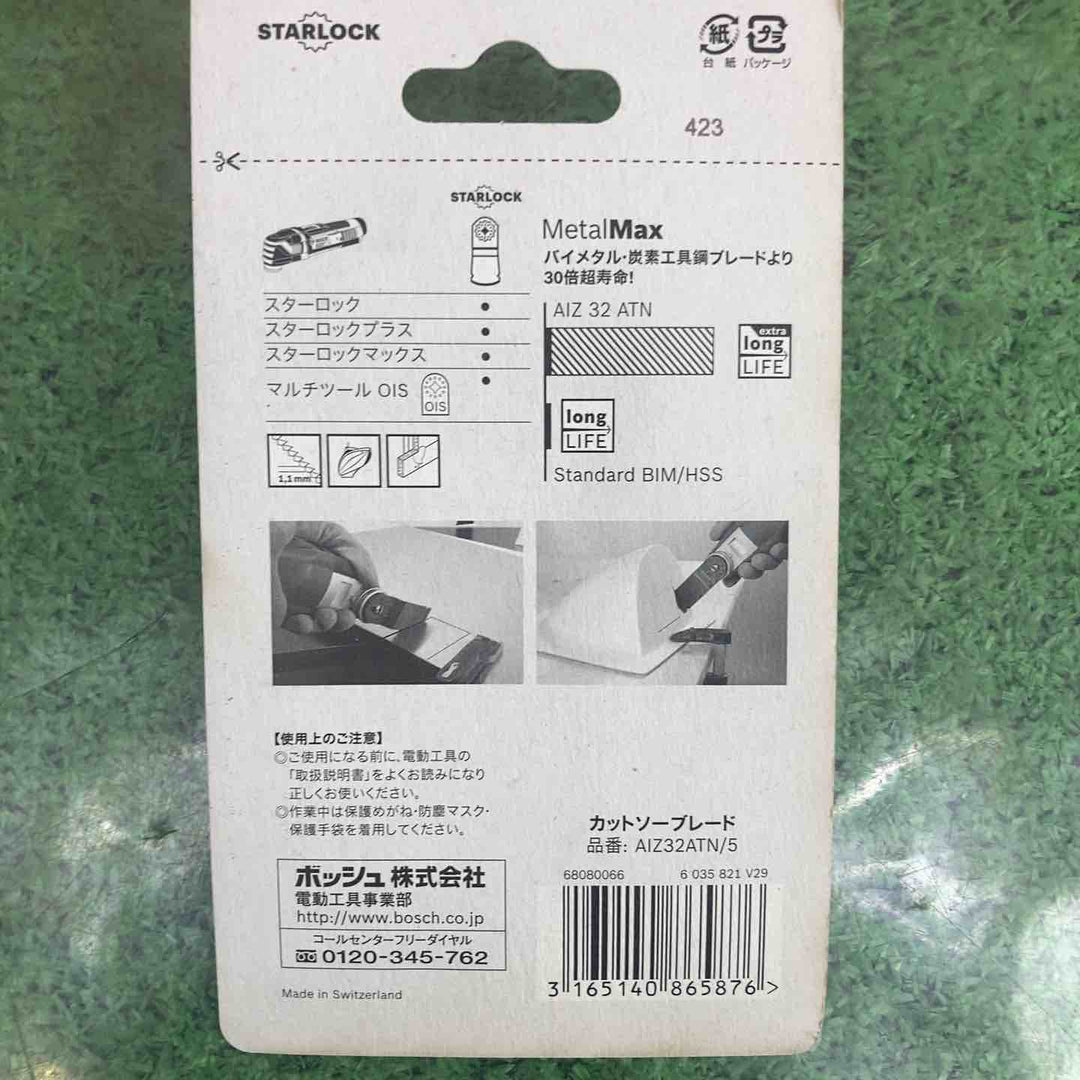 STARLOCK
紙
プラ
台紙
パッケージ
423
STARLOCK
スターロック
スターロックプラス
スターロックマックス
マルチツール OIS
OIS
1,1 mm
MetalMax
バイメタル・炭素工具鋼ブレードより
30倍超寿命!
AIZ 32 ATN
extra
long
LIFE
long
LIFE
Standard BIM/HSS
【使用上のご注意】
◎ご使用になる前に、電動工具の
「取扱説明書」をよくお読みになり
正しくお使いください。
◎作業中は保護めがね・防塵マスク・
保護手袋を着用してください。
ボッシュ株式会社
電動工具事業部
http://www.bosch.co.jp
コールセンターフリーダイヤル
0120-345-762
Made in Switzerland
カットソーブレード
品番: AIZ32ATN/5
68080066 6 035 821 V29
3 165140 865876 >